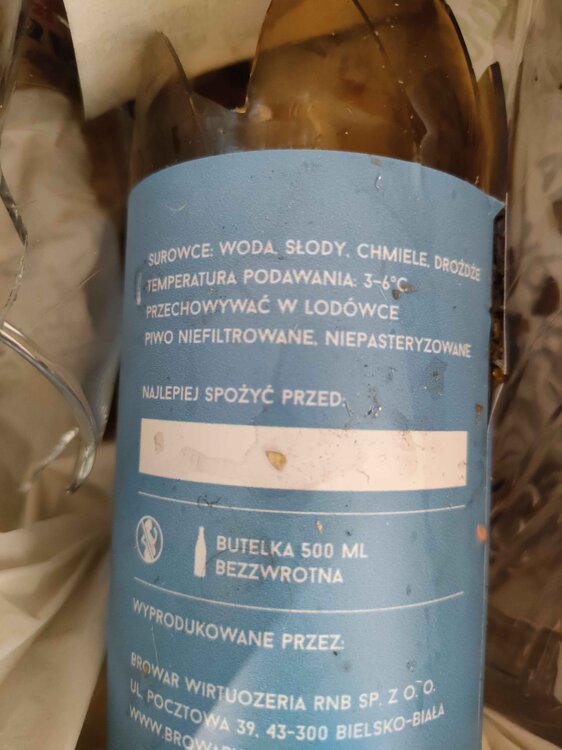 SUROWCE: WODA, SŁODY, CHMIELE, DROŻDŻE
TEMPERATURA PODAWANIA: 3-6°C
PRZECHOWYWAĆ W LODÓWCE
PIWO NIEFILTROWANE, NIEPASTERYZOWANE
NAJLEPIEJ SPOŻYĆ PRZED:
BUTELKA 500 ML
BEZZWROTNA
WYPRODUKOWANE PRZEZ:
BROWAR WIRTUOZERIA RNB SP. Z O. O.
UL. POCZTOWA 39, 43-300 BIELSKO-BIAŁA